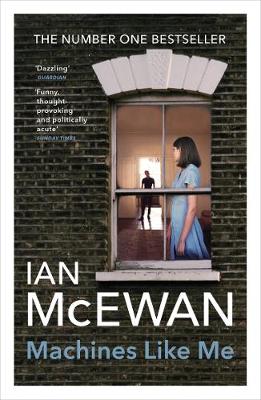 THE NUMBER ONE BESTSELLER
‘Dazzling’
GUARDIAN
‘Funny,
thought-
provoking
and politically
acute’
SUNDAY TIMES
IAN
McEWAN
Machines Like Me